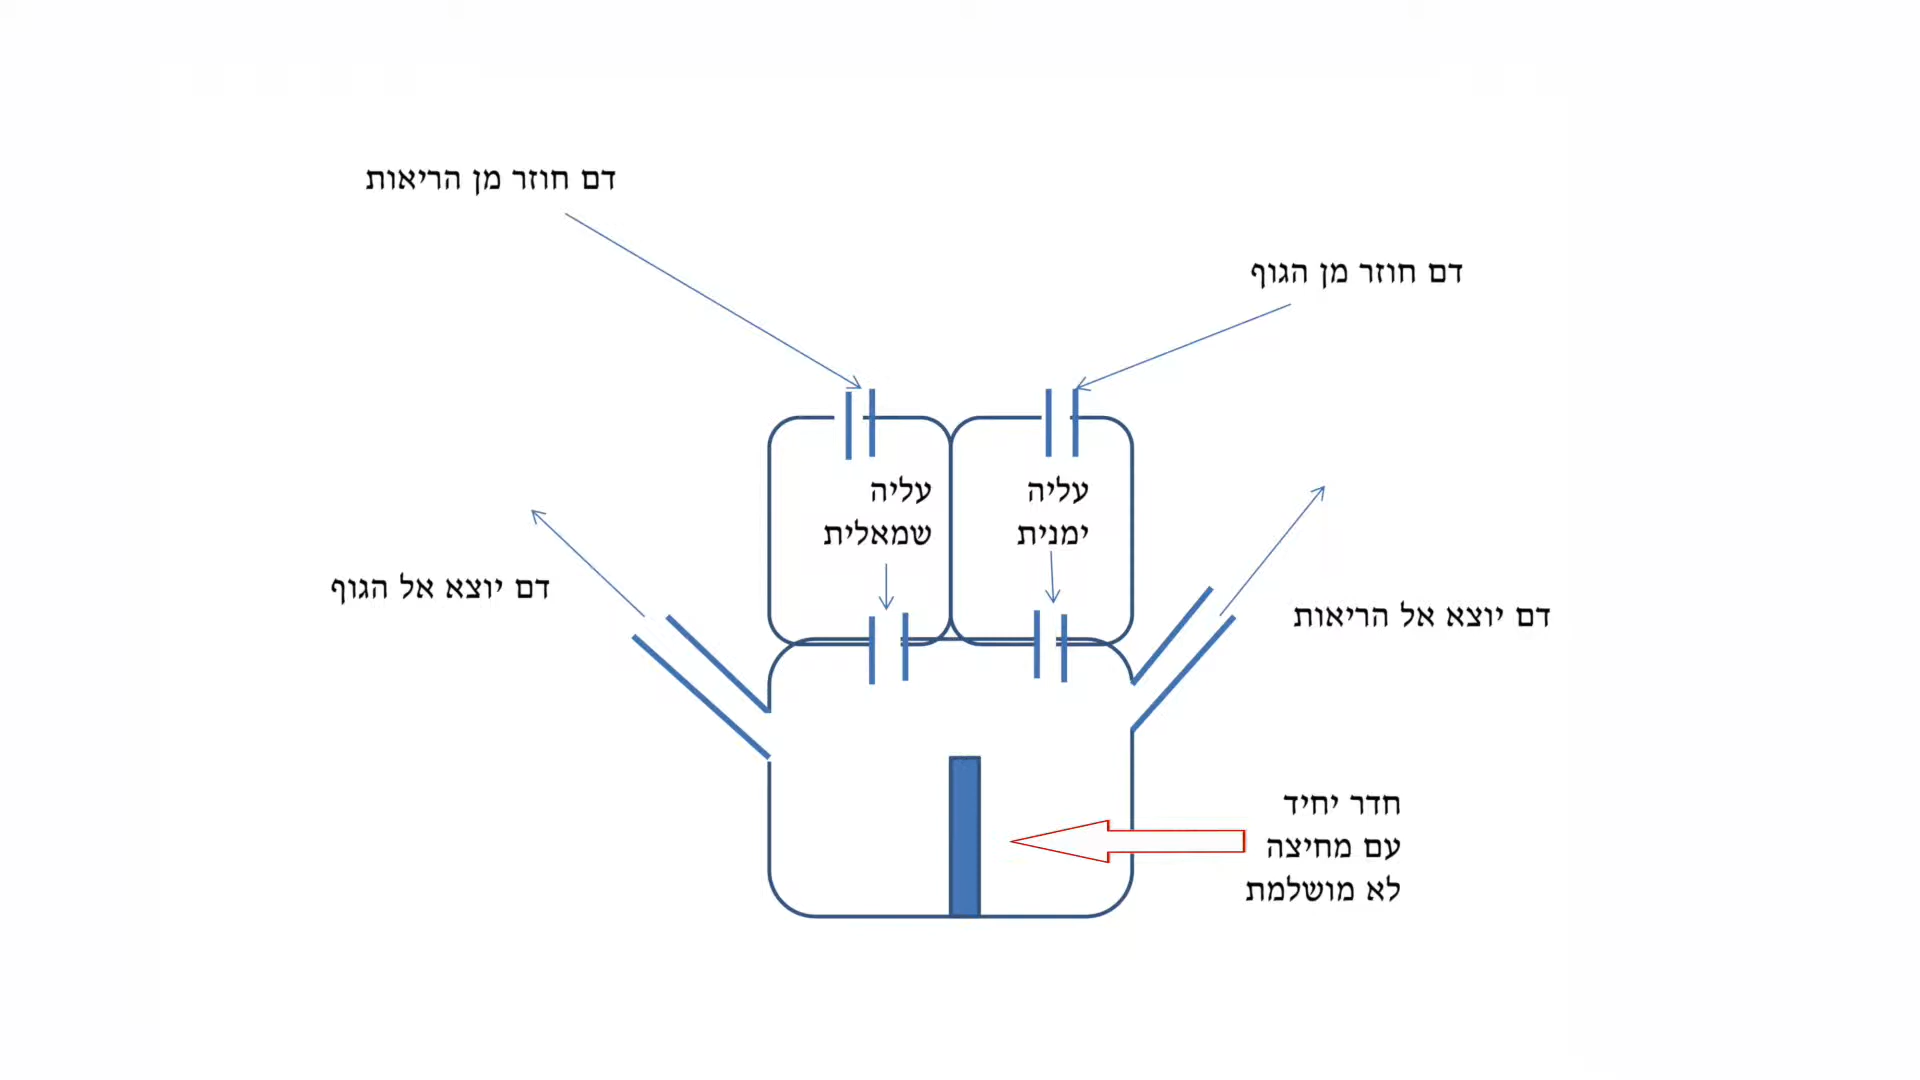 דם חוזר מן הריאות
דם חוזר מן הגוף
עליה
ימנית
עליה
שמאלית
דם יוצא אל הגוף
דם יוצא אל הריאות
חדר יחיד
עם מחיצה
לא מושלמת